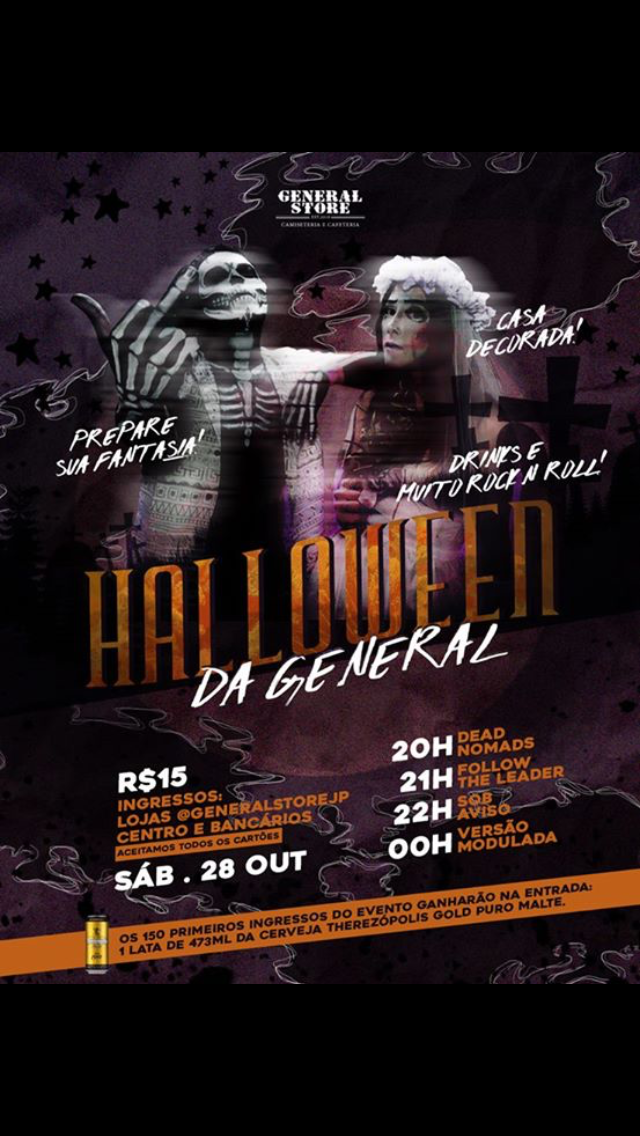 GENERAL
STORE
CAMISETERIA E CAFETERIA
CASA
DECORADA!
PREPARE
SUA FANTASIA!
DRINKS E
MUITO ROCK N ROLL!
HALLOWEEN
DA GENERAL
R$15
INGRESSOS:
LOJAS @GENERALSTOREJP
CENTRO E BANCÁRIOS
ACEITAMOS TODOS OS CARTÕES
SÁB . 28 OUT
20H DEAD
NOMADS
21H FOLLOW
THE LEADER
22H SOB
AVISO
00H VERSÃO
MODULADA
OS 150 PRIMEIROS INGRESSOS DO EVENTO GANHARÃO NA ENTRADA:
1 LATA DE 473ML DA CERVEJA THEREZÓPOLIS GOLD PURO MALTE.